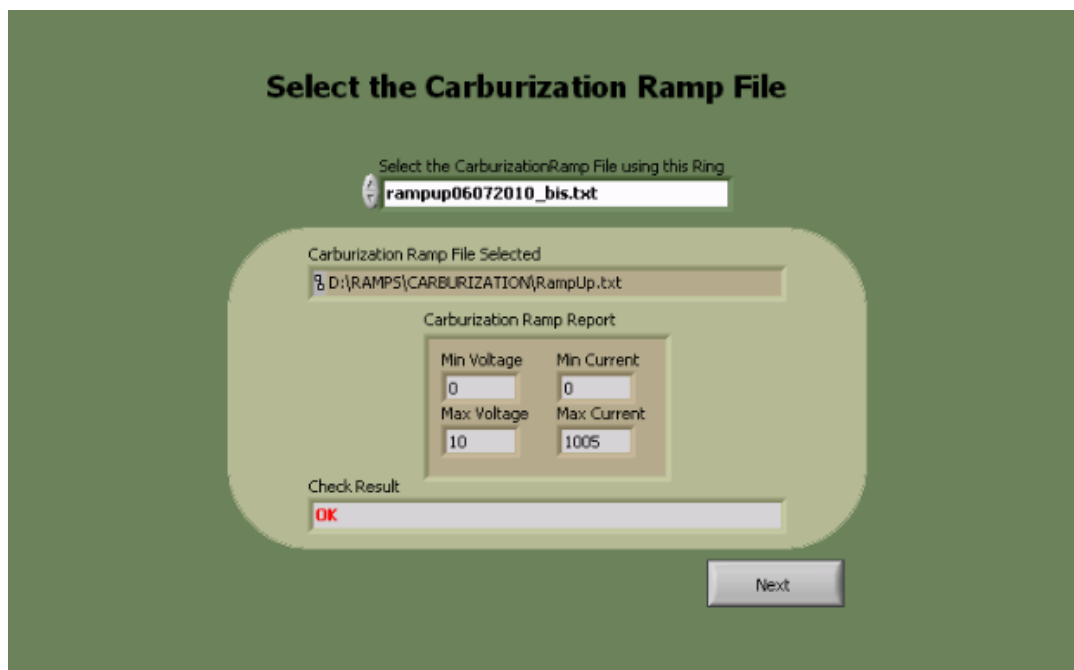 Select the Carburization Ramp File
Select the CarburizationRamp File using this Ring
rampup06072010_bis.txt
Carburization Ramp File Selected
D:\RAMPS\CARBURIZATION\RampUp.txt
Carburization Ramp Report
Min Voltage Min Current
0 0
Max Voltage Max Current
10 1005
Check Result
OK
Next